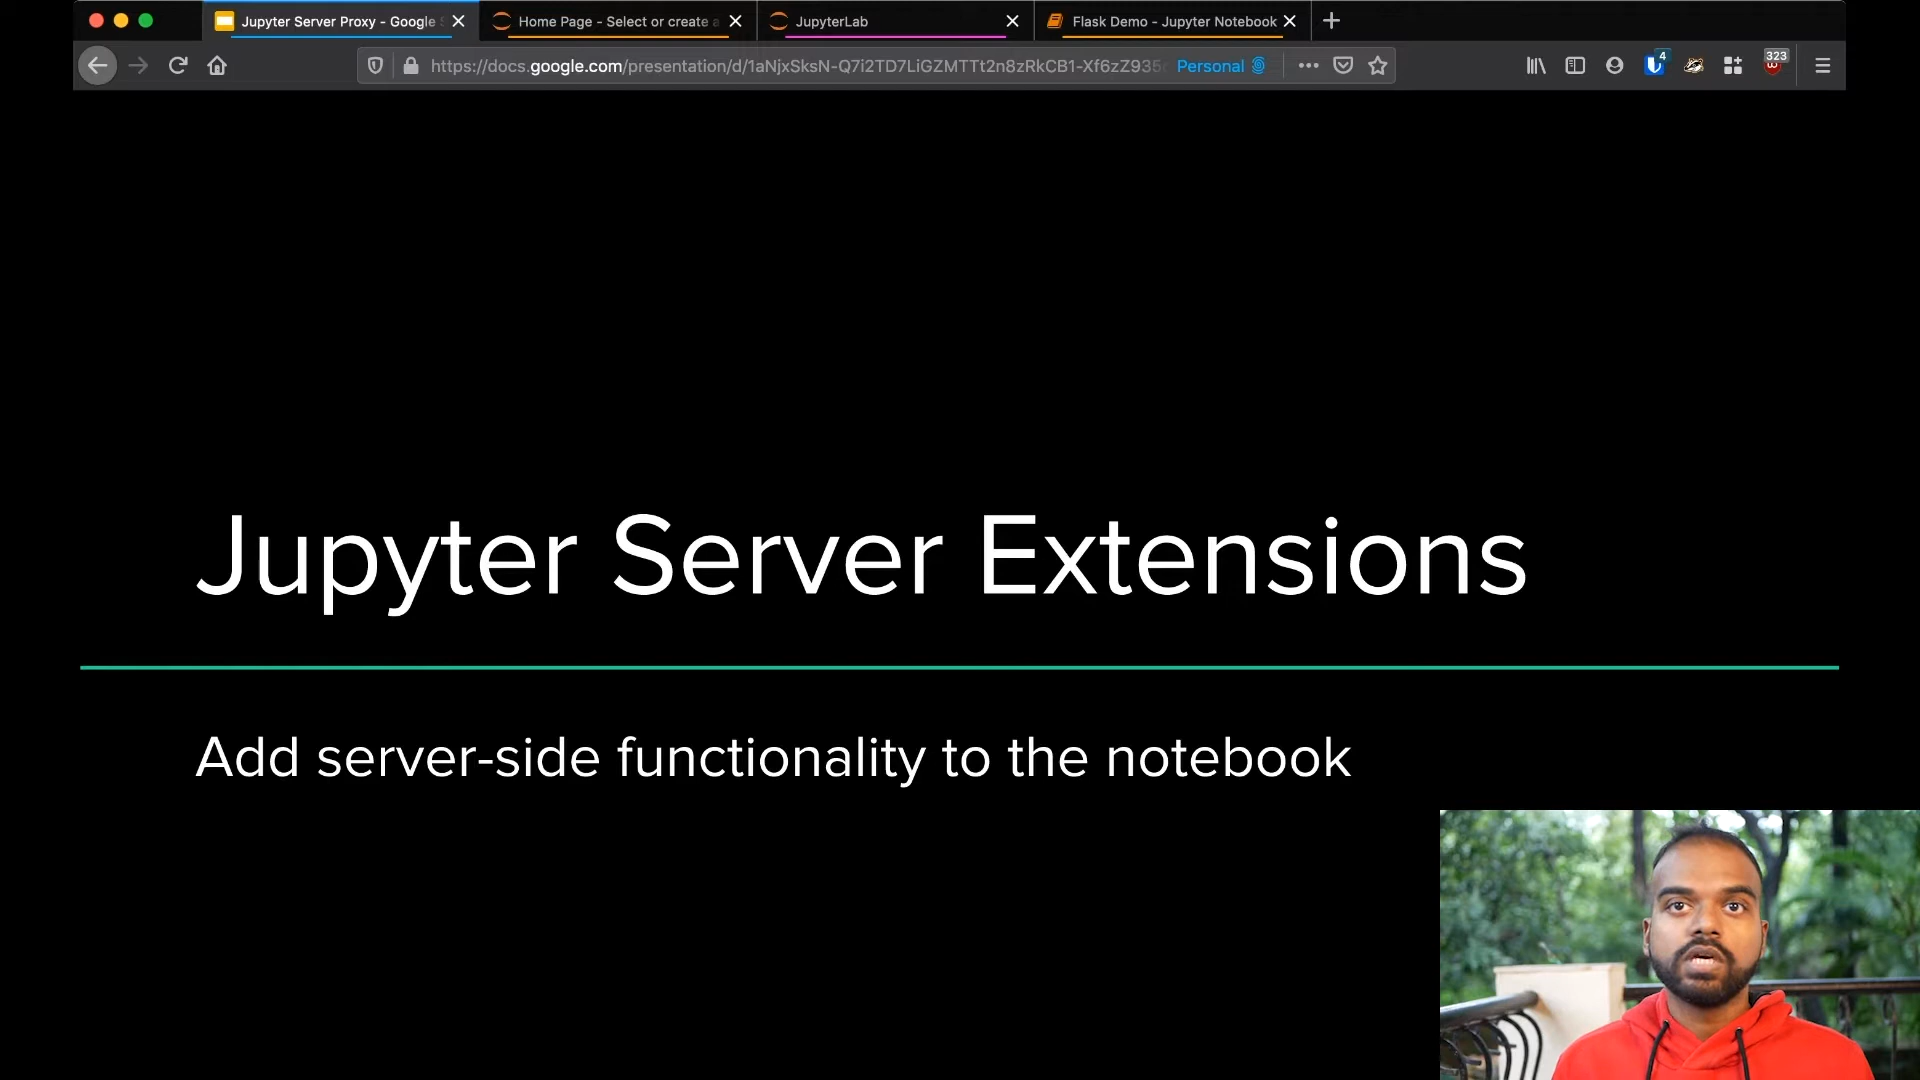 Jupyter Server Proxy - Google S
Home Page - Select or create a
JupyterLab
Flask Demo - Jupyter Notebook
https://docs.google.com/presentation/d/1aNjxSksN-Q7i2TD7LiGZMTTt2n8zRkCB1-Xf6zZ935
Personal
4
323
Jupyter Server Extensions
Add server-side functionality to the notebook